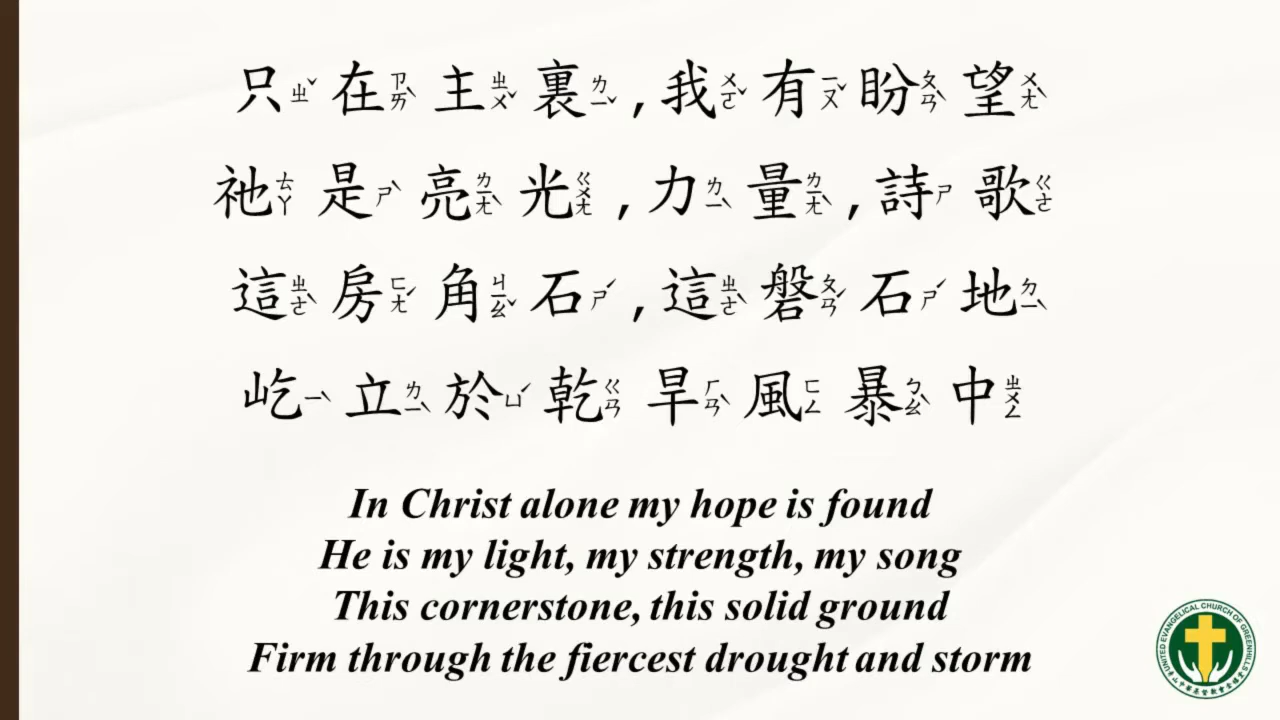 只在主裏,我有盼望
祂是亮光,力量,詩歌
這房角石,這磐石地
屹立於乾旱風暴中
In Christ alone my hope is found
He is my light, my strength, my song
This cornerstone, this solid ground
Firm through the fiercest drought and storm
UNITED EVANGELICAL CHURCH OF GREENHILLS